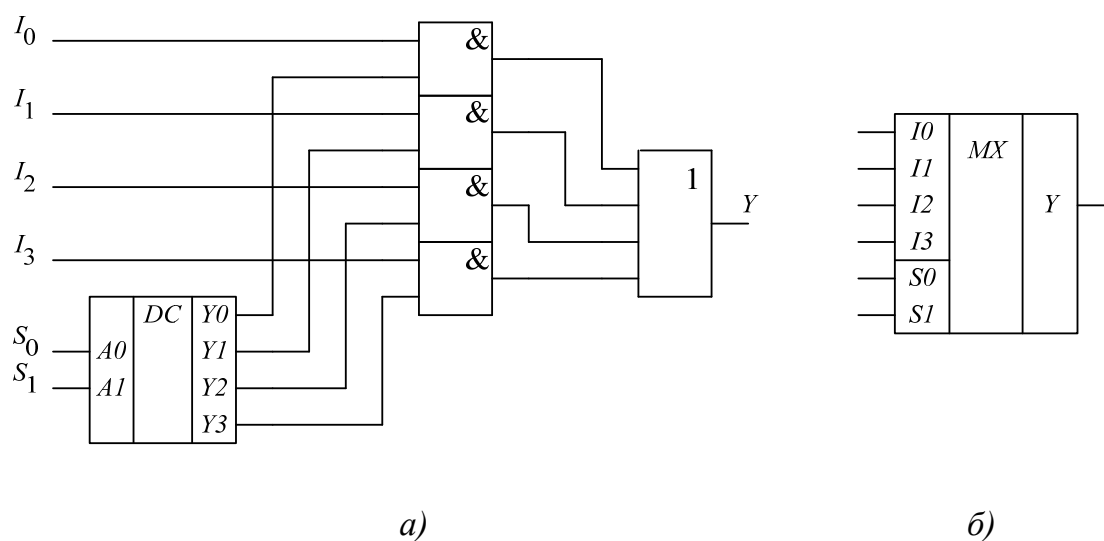 I0
&
I1
&
I2
&
1
Y
I3
&
DC
Y0
S0
A0
Y1
S1
A1
Y2
Y3
I0
MX
I1
I2
Y
I3
S0
S1
а)
б)